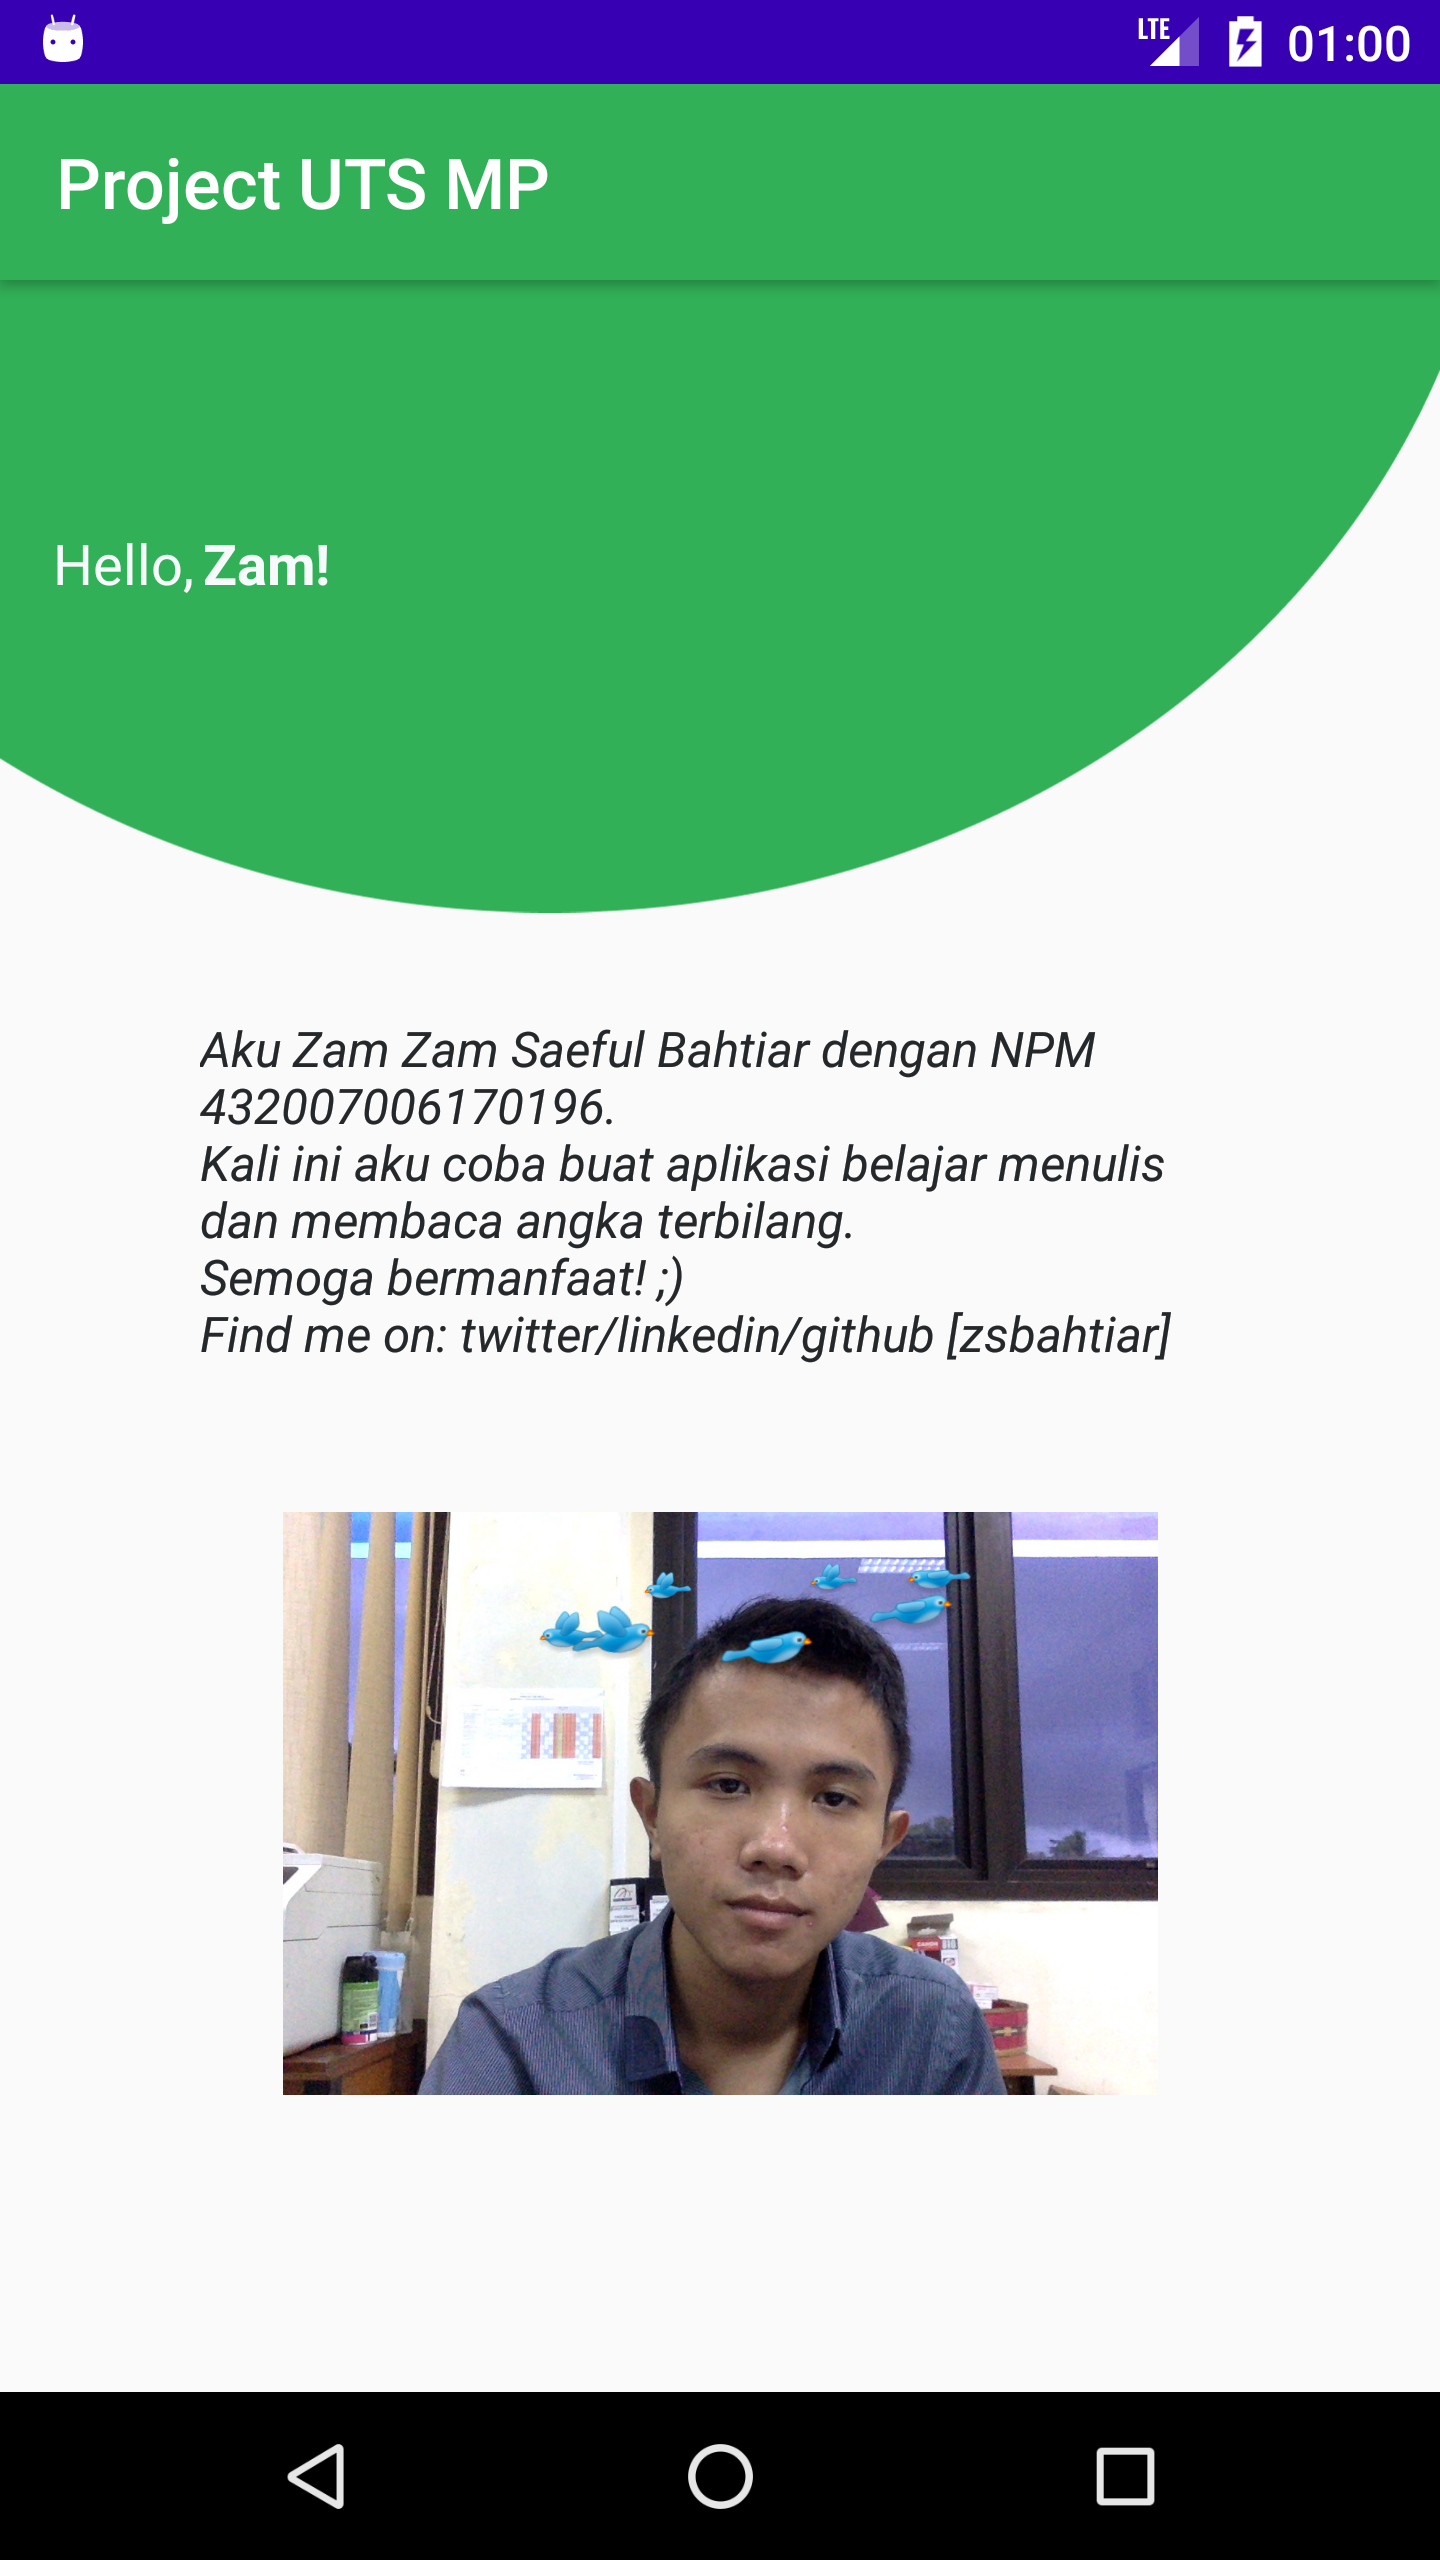 LTE 01:00
Project UTS MP
Hello, Zam!
Aku Zam Zam Saeful Bahtiar dengan NPM
432007006170196.
Kali ini aku coba buat aplikasi belajar menulis
dan membaca angka terbilang.
Semoga bermanfaat! ;)
Find me on: twitter/linkedin/github [zsbahtiar]
CANON